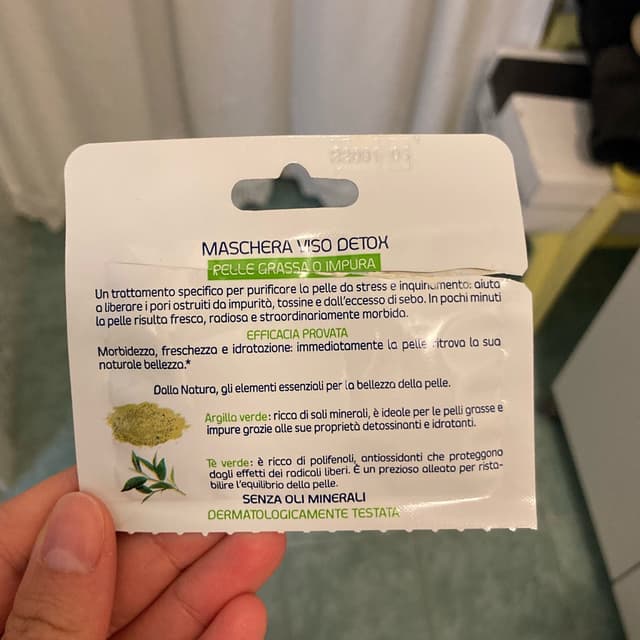 MASCHERA VISO DETOX
PELLE GRASSA O IMPURA
Un trattamento specifico per purificare la pelle da stress e inquinamento: aiuta
a liberare i pori ostruiti da impurità, tossine e dall'eccesso di sebo. In pochi minuti
la pelle risulta fresca, radiosa e straordinariamente morbida.
EFFICACIA PROVATA
Morbidezza, freschezza e idratazione: immediatamente la pelle ritrova la sua
naturale bellezza.*
Dalla Natura, gli elementi essenziali per la bellezza della pelle.
Argilla verde: ricca di sali minerali, è ideale per le pelli grasse e
impure grazie alle sue proprietà detossinanti e idratanti.
Tè verde: è ricco di polifenoli, antiossidanti che proteggono
dagli effetti dei radicali liberi. È un prezioso alleato per rista-
bilire l'equilibrio della pelle.
SENZA OLI MINERALI
DERMATOLOGICAMENTE TESTATA